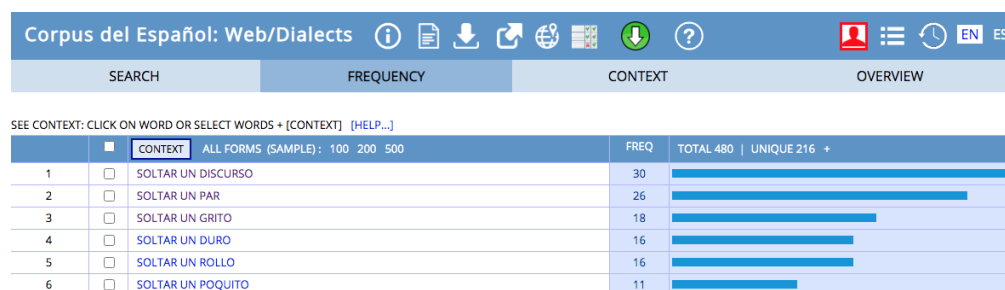 Corpus del Español: Web/Dialects EN ES
SEARCH FREQUENCY CONTEXT OVERVIEW
SEE CONTEXT: CLICK ON WORD OR SELECT WORDS + [CONTEXT] [HELP...]
CONTEXT ALL FORMS (SAMPLE): 100 200 500 FREQ TOTAL 480 | UNIQUE 216 +
1 SOLTAR UN DISCURSO 30
2 SOLTAR UN PAR 26
3 SOLTAR UN GRITO 18
4 SOLTAR UN DURO 16
5 SOLTAR UN ROLLO 16
6 SOLTAR UN POQUITO 11